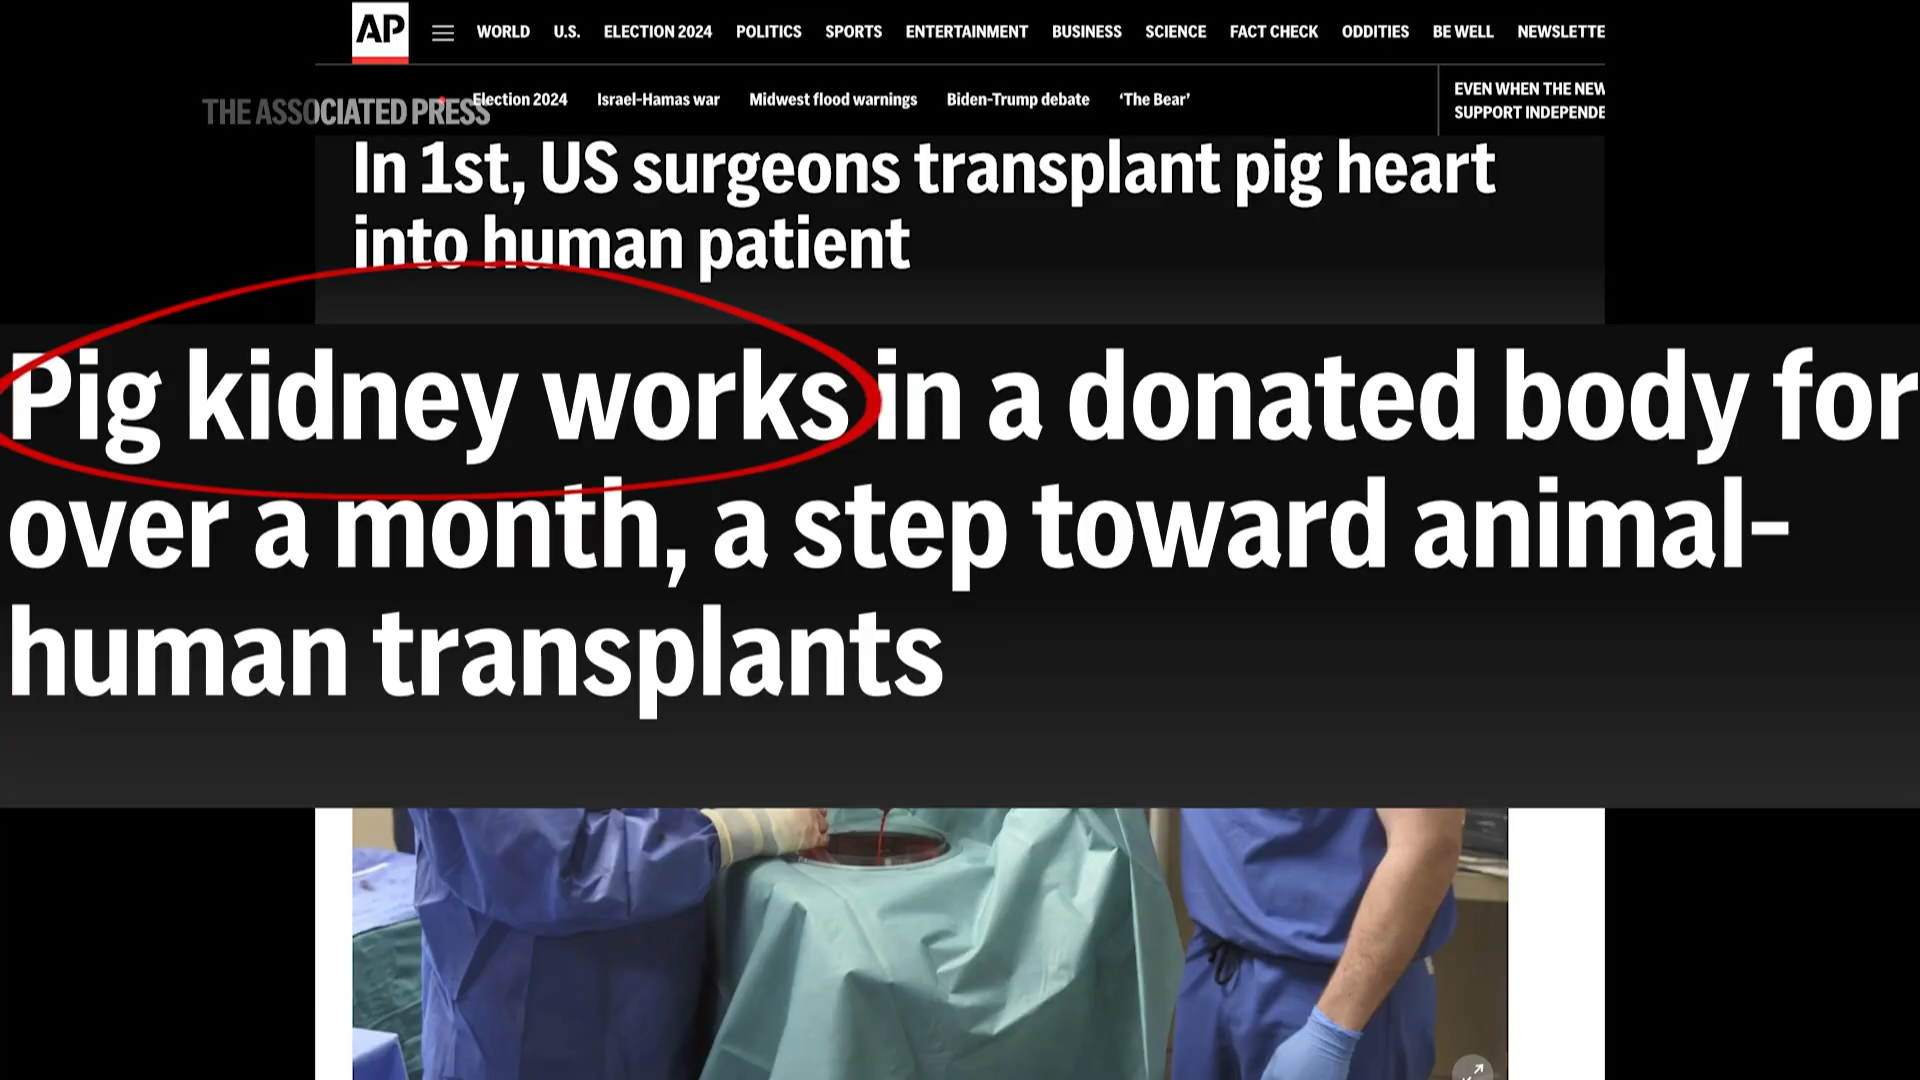 AP
WORLD U.S. ELECTION 2024 POLITICS SPORTS ENTERTAINMENT BUSINESS SCIENCE FACT CHECK ODDITIES BE WELL NEWSLETTE
THE ASSOCIATED PRESS
Election 2024 Israel-Hamas war Midwest flood warnings Biden-Trump debate ‘The Bear’
EVEN WHEN THE NEW
SUPPORT INDEPENDE
In 1st, US surgeons transplant pig heart
into human patient
Pig kidney works in a donated body for
over a month, a step toward animal-
human transplants